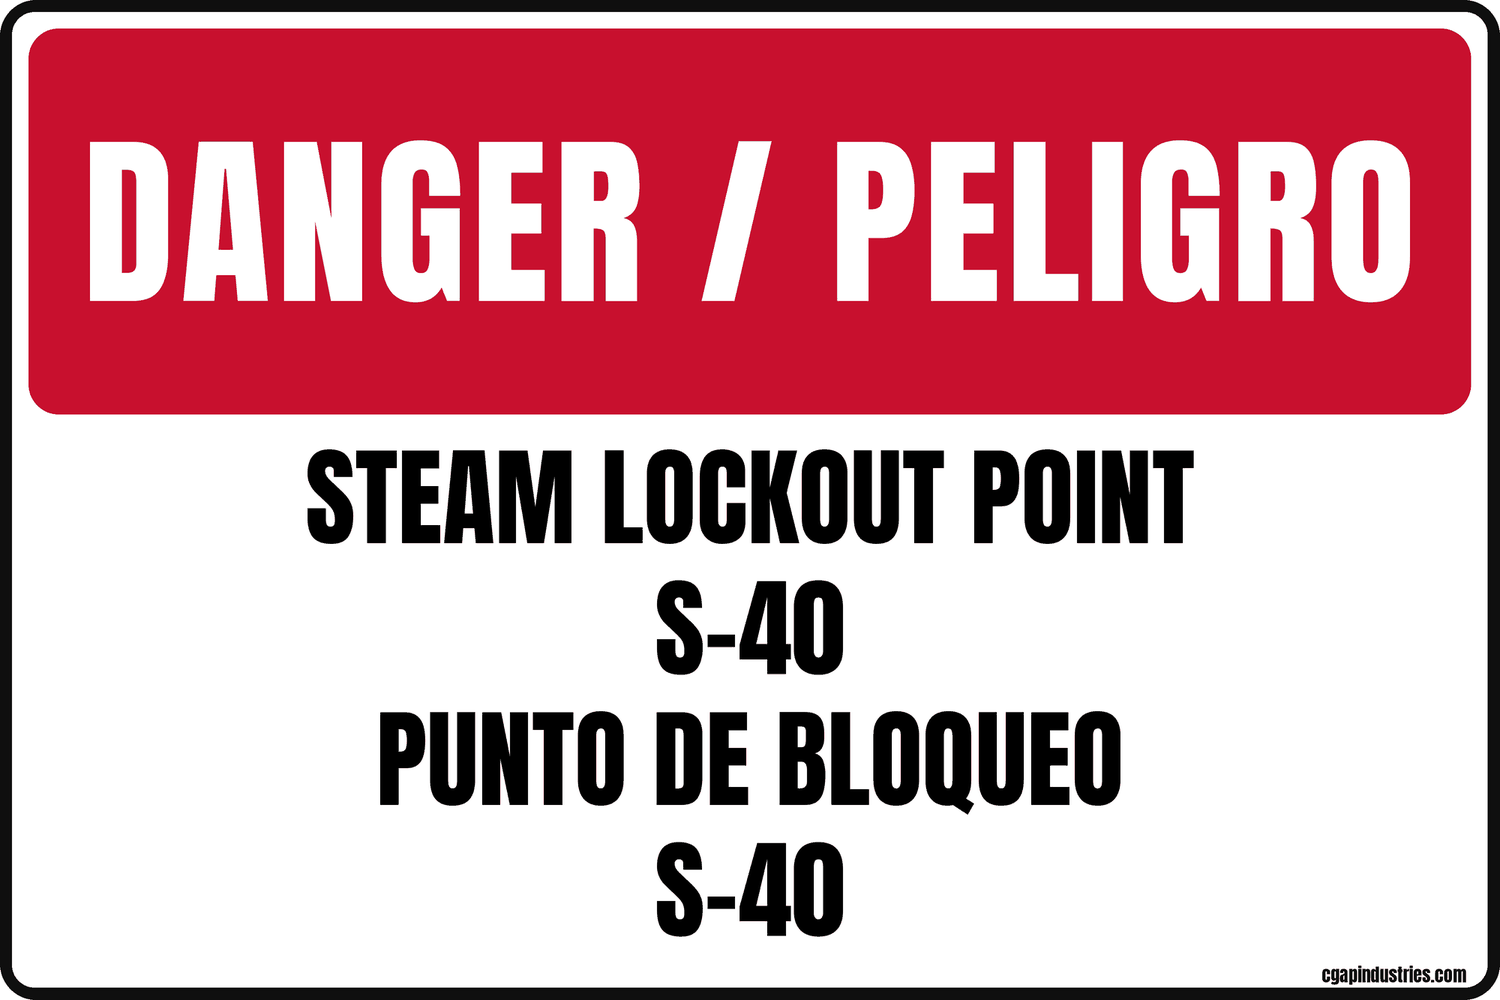 DANGER / PELIGRO
STEAM LOCKOUT POINT
S-40
PUNTO DE BLOQUEO
S-40
cgapindustries.com